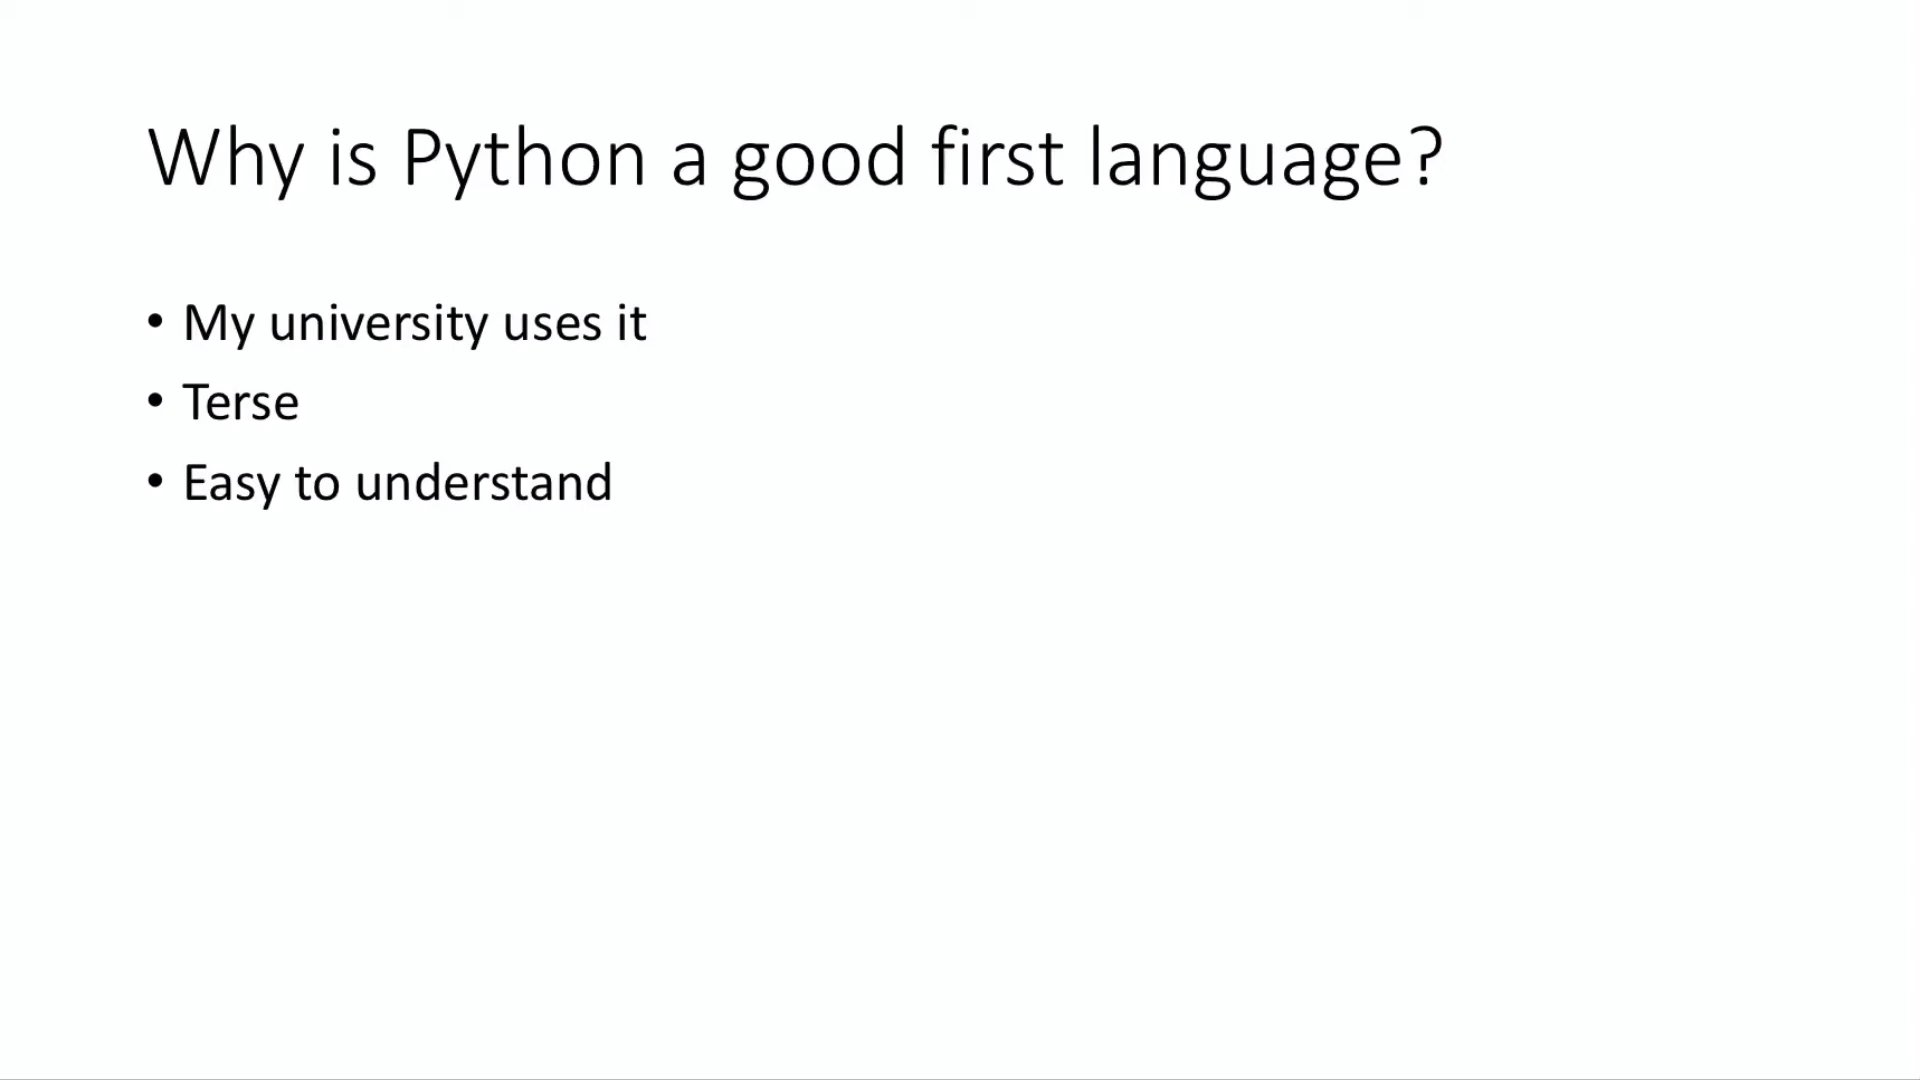 Why is Python a good first language?
• My university uses it
• Terse
• Easy to understand